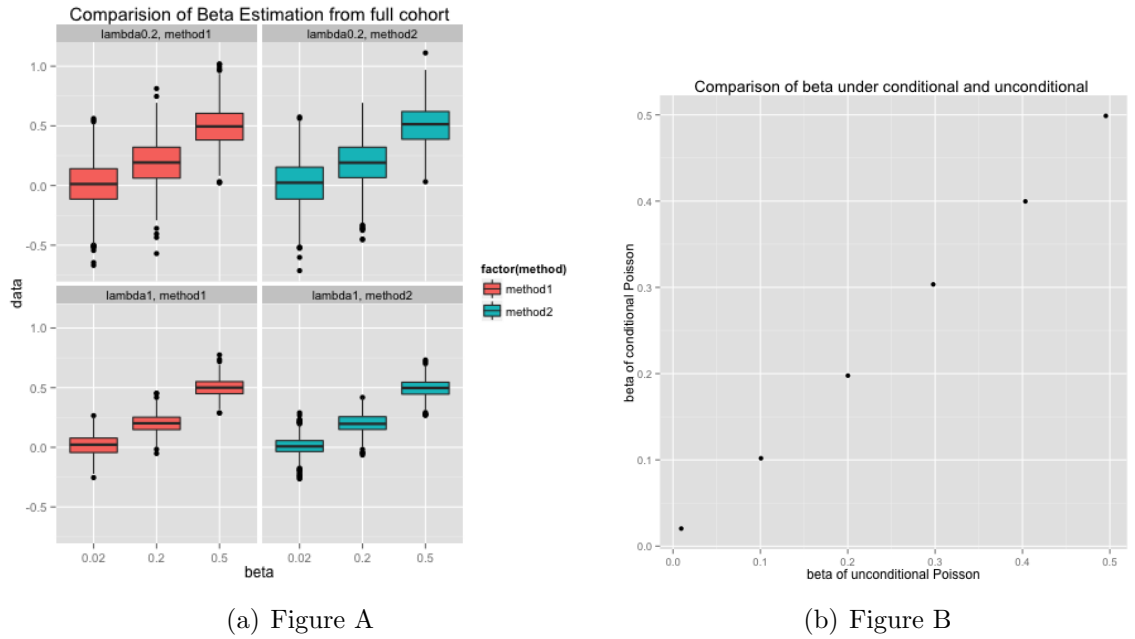 Comparision of Beta Estimation from full cohort
lambda0.2, method1
lambda0.2, method2
1.0
0.5
0.0
-0.5
lambda1, method1
lambda1, method2
1.0
0.5
0.0
-0.5
data
0.02 0.2 0.5
0.02 0.2 0.5
beta
factor(method)
method1
method2
(a) Figure A
Comparison of beta under conditional and unconditional
0.5
0.4
0.3
0.2
0.1
0.0
beta of conditional Poisson
0.0 0.1 0.2 0.3 0.4 0.5
beta of unconditional Poisson
(b) Figure B